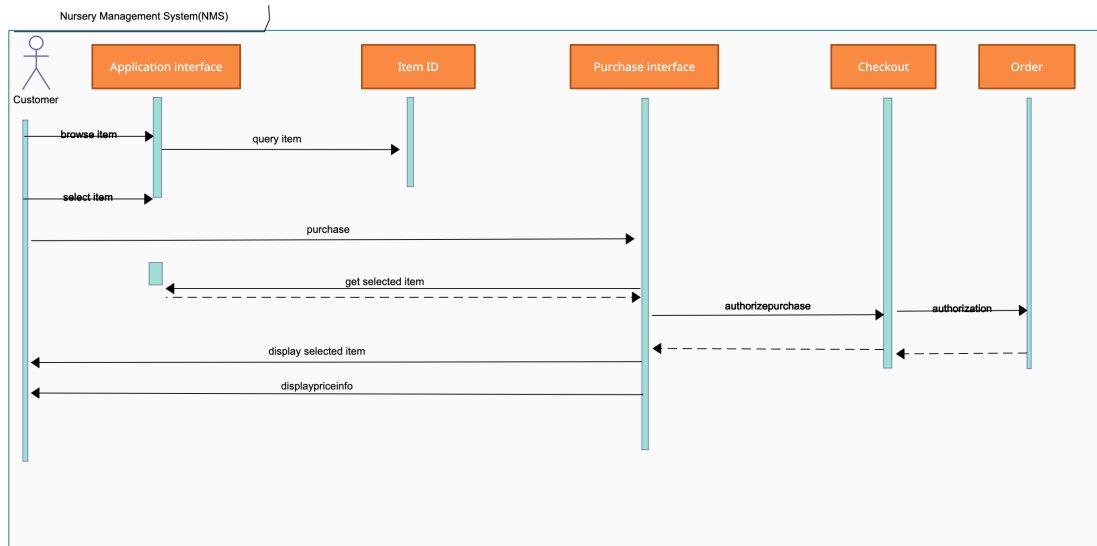 Nursery Management System(NMS)
Customer
Application interface
Item ID
Purchase interface
Checkout
Order
browse item
query item
select item
purchase
get selected item
authorizepurchase
authorization
display selected item
displaypriceinfo